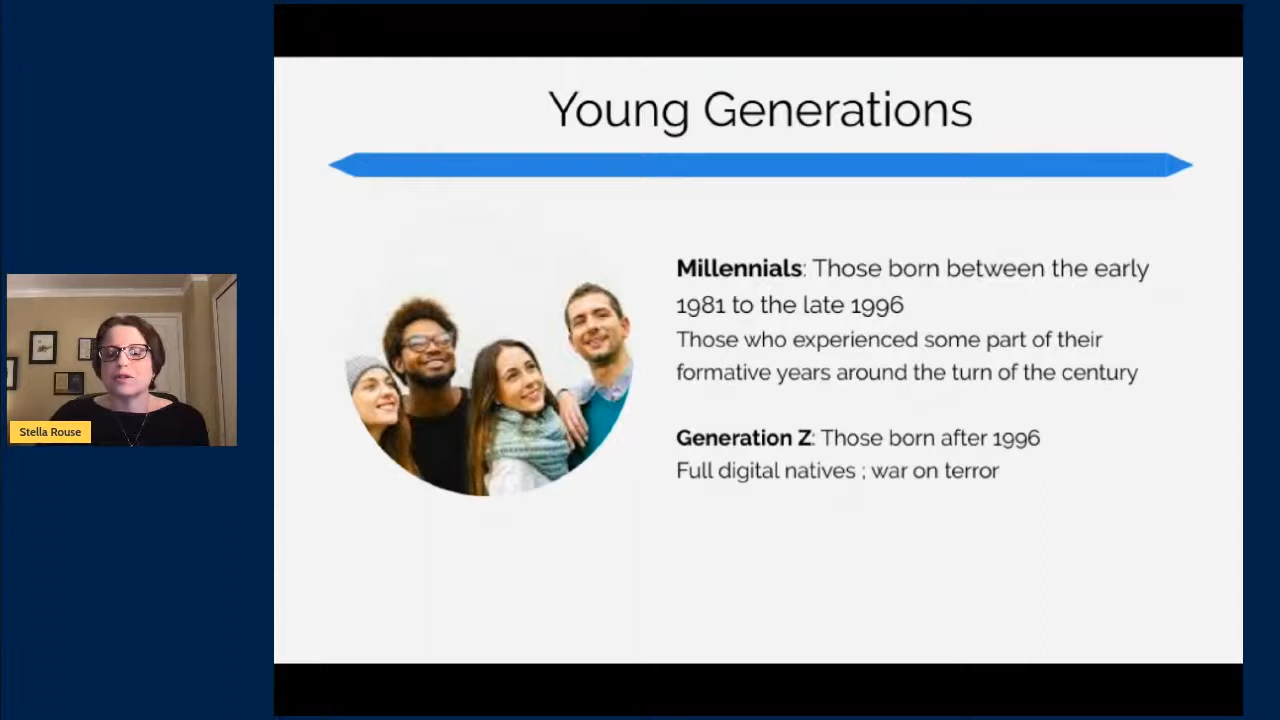 Young Generations
Millennials: Those born between the early
1981 to the late 1996
Those who experienced some part of their
formative years around the turn of the century
Generation Z: Those born after 1996
Full digital natives ; war on terror
Stella Rouse